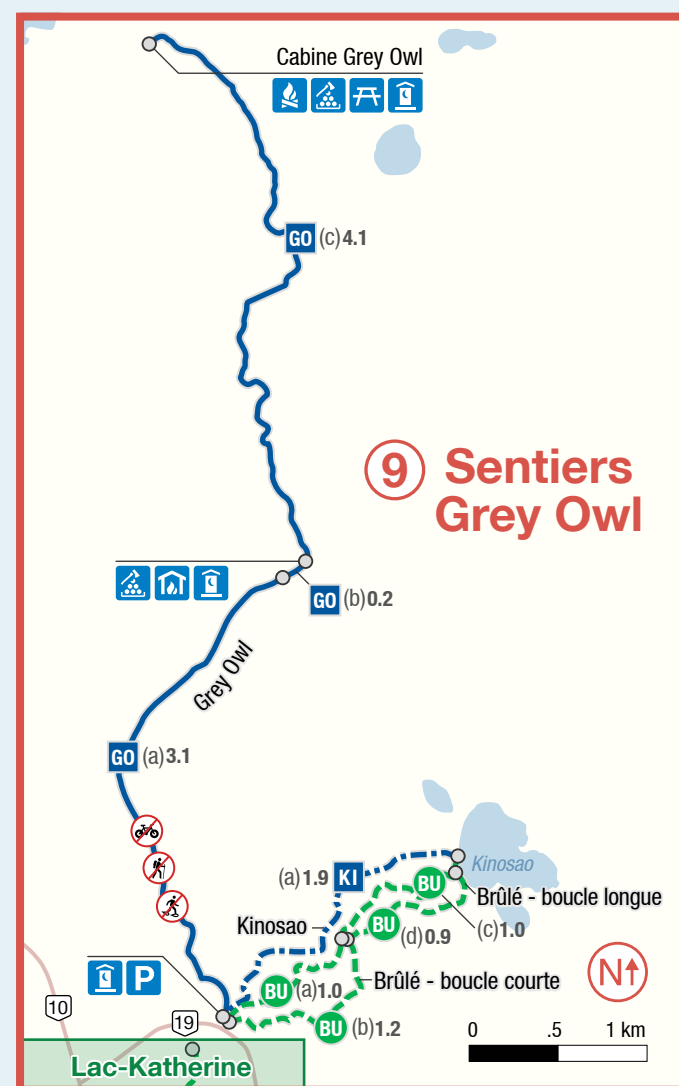 Cabine Grey Owl
GO (c)4.1
9 Sentiers
Grey Owl
GO (b)0.2
Grey Owl
GO (a)3.1
Kinosao
(a)1.9 KI
BU
Brûlé - boucle longue
Kinosao
BU (d)0.9
(c)1.0
BU (a)1.0
Brûlé - boucle courte
N
P
10
19
BU (b)1.2
0 .5 1 km
Lac-Katherine